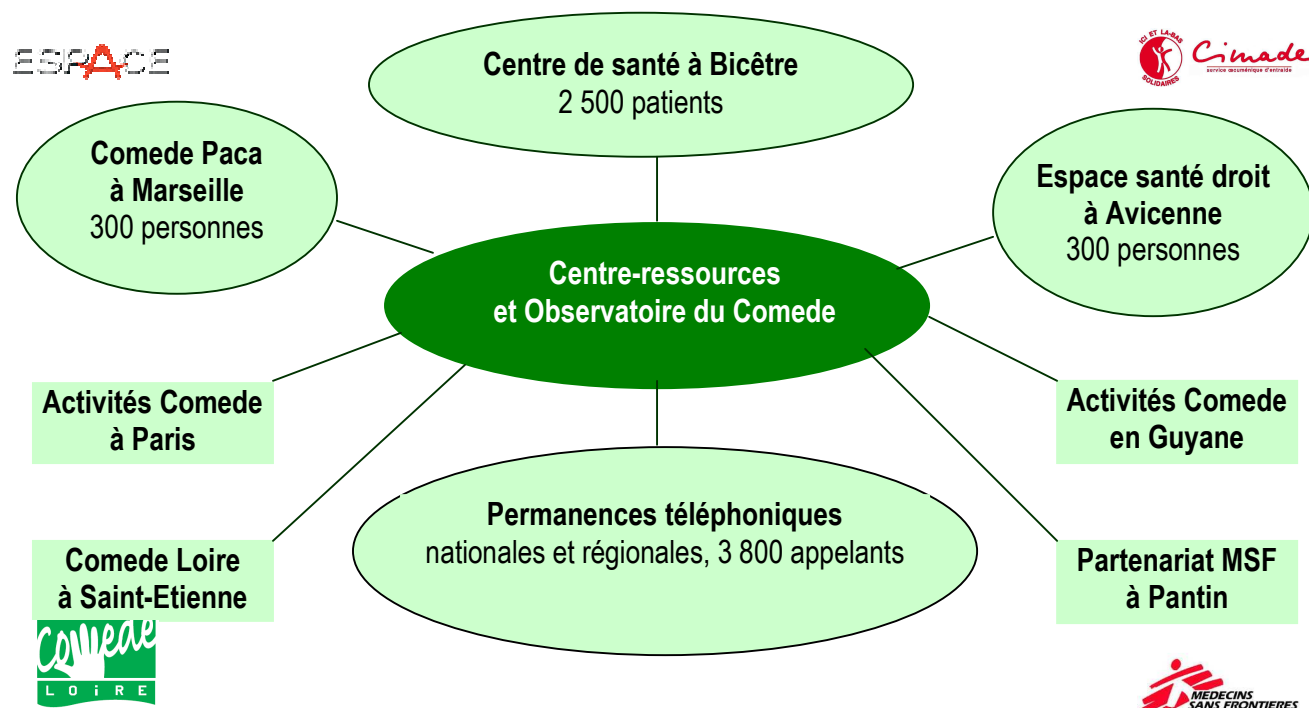 ESPACE
Centre de santé à Bicêtre
2 500 patients
ICI ET LA-BAS
SOLIDAIRES
Cimade
service œcuménique d'entraide
Comede Paca
à Marseille
300 personnes
Espace santé droit
à Avicenne
300 personnes
Centre-ressources
et Observatoire du Comede
Activités Comede
à Paris
Activités Comede
en Guyane
Permanences téléphoniques
nationales et régionales, 3 800 appelants
Comede Loire
à Saint-Etienne
Partenariat MSF
à Pantin
Comede
LOiRE
MEDECINS
SANS FRONTIERES